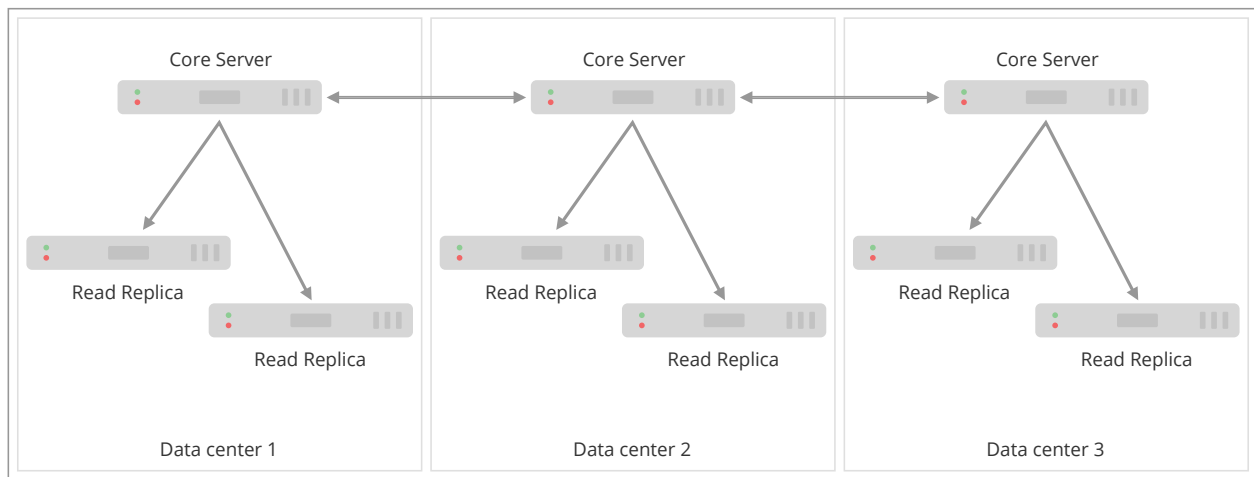 Core Server
Read Replica
Read Replica
Data center 1
Core Server
Read Replica
Read Replica
Data center 2
Core Server
Read Replica
Read Replica
Data center 3